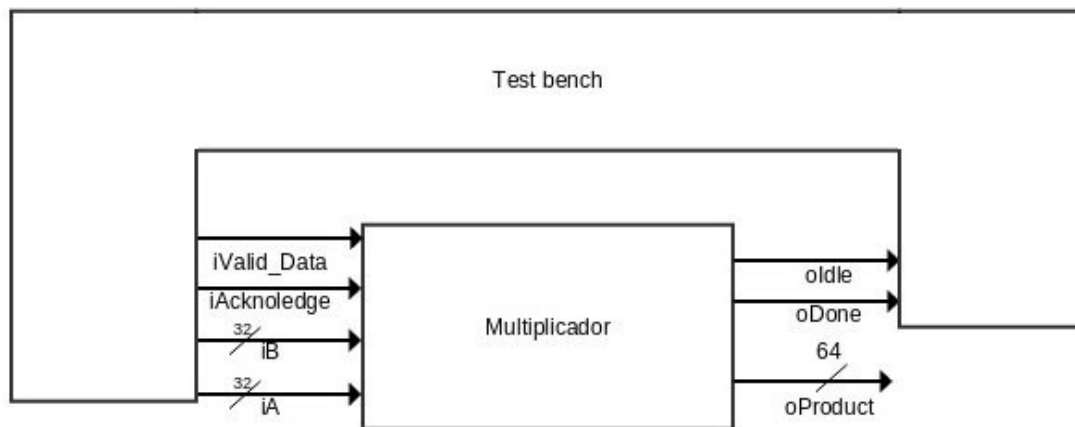 Test bench
iValid_Data
iAcknoledge
32
iB
32
iA
Multiplicador
oIdle
oDone
64
oProduct